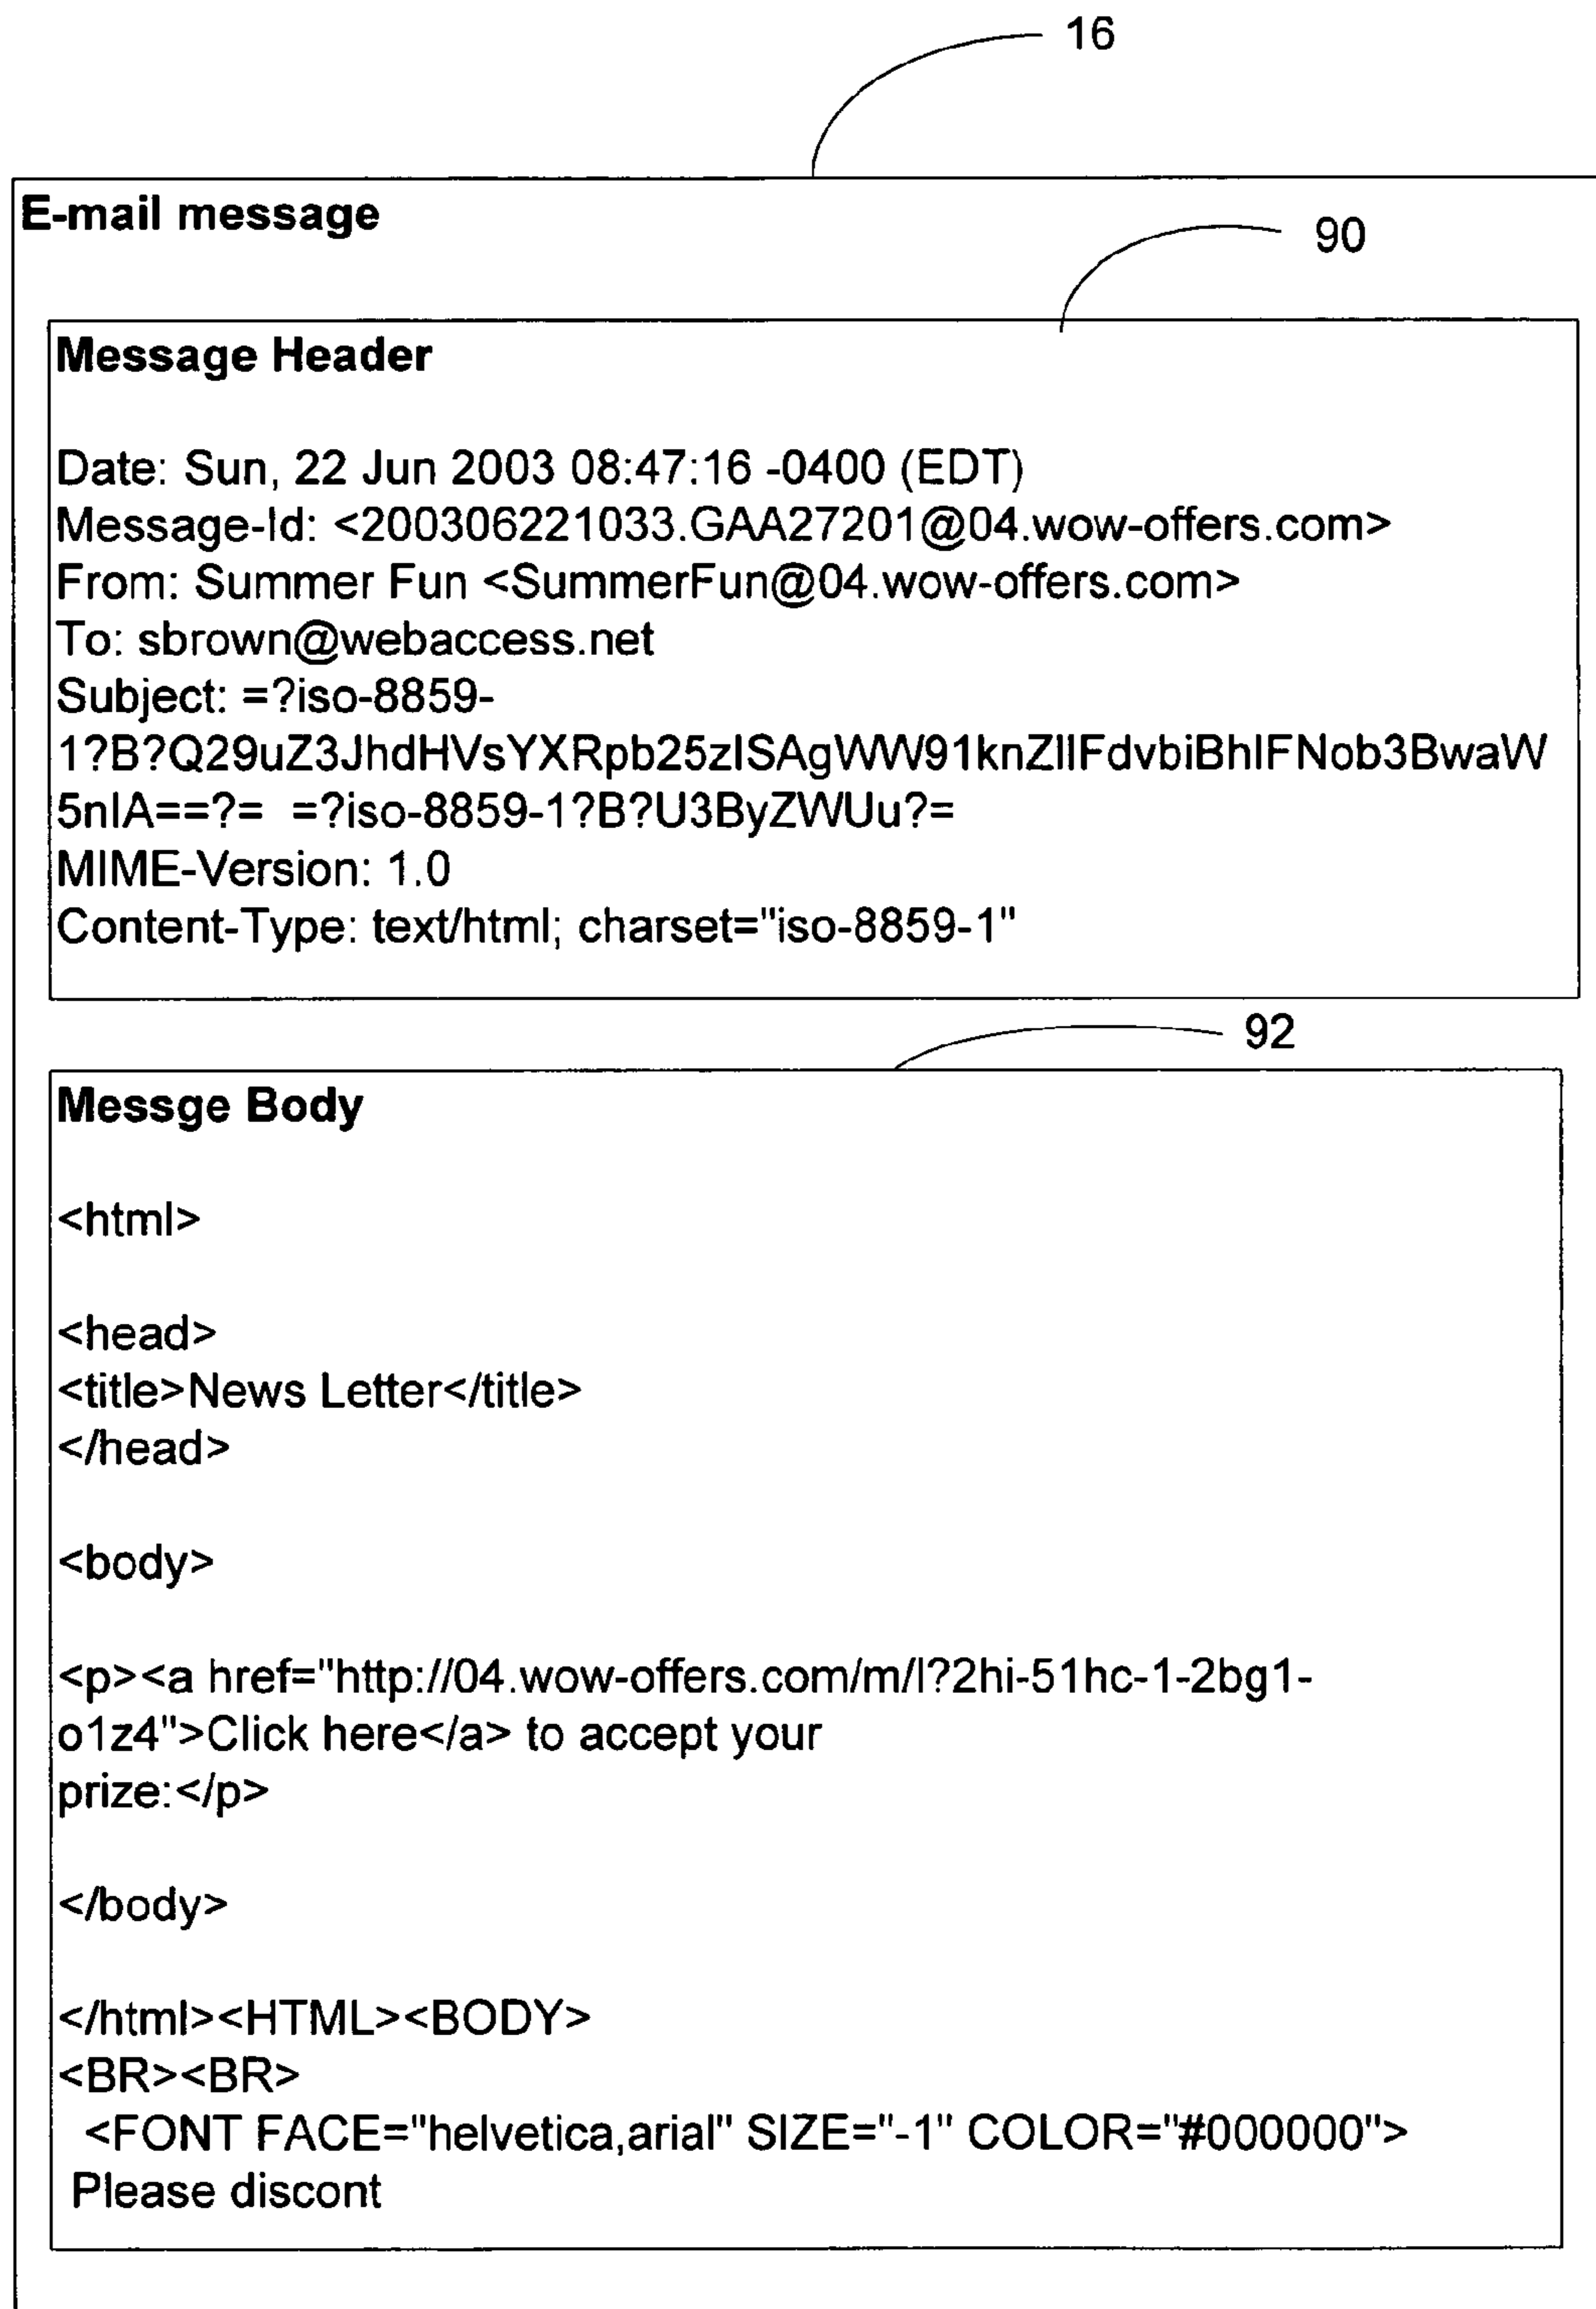 16
E-mail message
90
Message Header
Date: Sun, 22 Jun 2003 08:47:16 -0400 (EDT)
Message-Id: <200306221033.GAA27201@04.wow-offers.com>
From: Summer Fun <SummerFun@04.wow-offers.com>
To: sbrown@webaccess.net
Subject: =?iso-8859-
1?B?Q29uZ3JhdHVsYXRpb25zISAgWW91knZlIFdvbiBhIFNob3BwaW
5nIA==?=  =?iso-8859-1?B?U3ByZWUu?=
MIME-Version: 1.0
Content-Type: text/html; charset="iso-8859-1"
92
Messge Body
<html>
<head>
<title>News Letter</title>
</head>
<body>
<p><a href="http://04.wow-offers.com/m/l?2hi-51hc-1-2bg1-
o1z4">Click here</a> to accept your
prize:</p>
</body>
</html><HTML><BODY>
<BR><BR>
<FONT FACE="helvetica,arial" SIZE="-1" COLOR="#000000">
Please discont